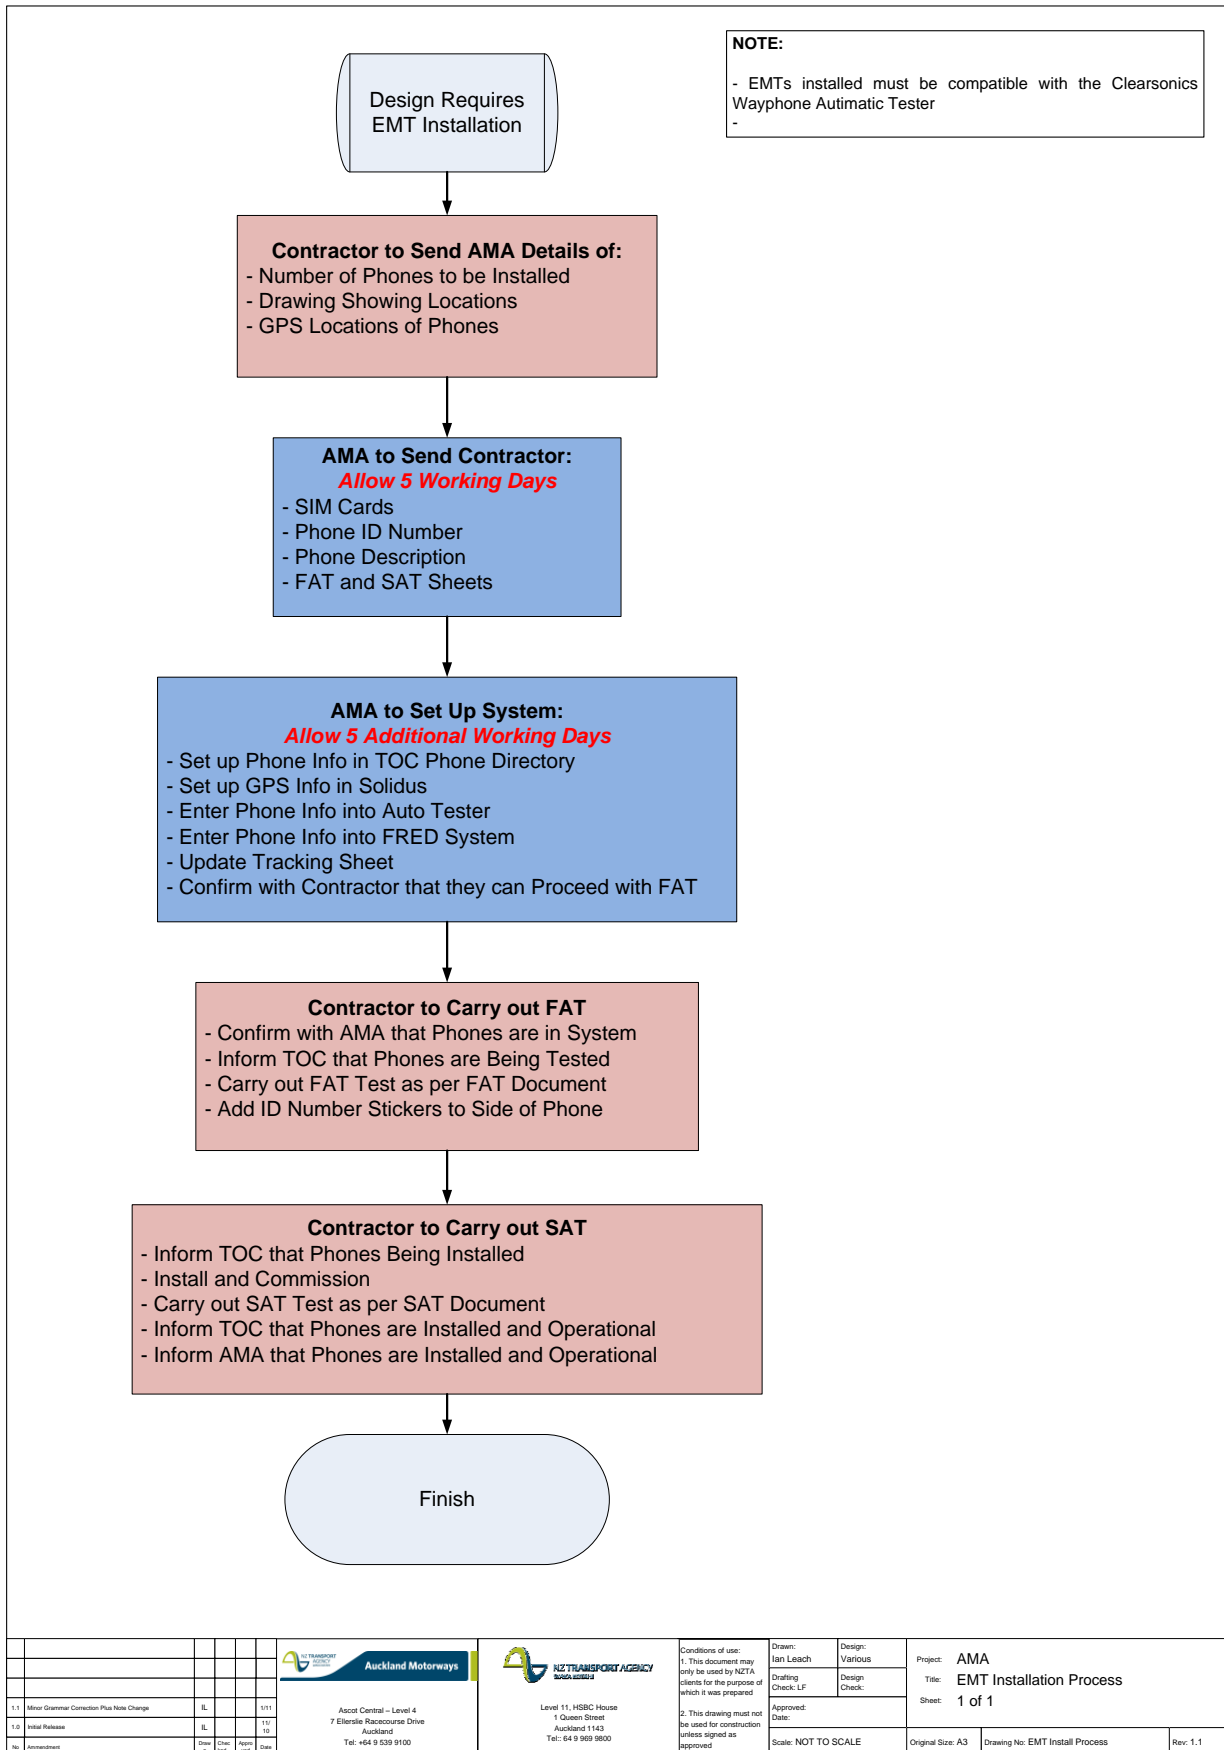 NOTE:
- EMTs installed must be compatible with the Clearsonics
Wayphone Autimatic Tester
-
Design Requires
EMT Installation
Contractor to Send AMA Details of:
- Number of Phones to be Installed
- Drawing Showing Locations
- GPS Locations of Phones
AMA to Send Contractor:
Allow 5 Working Days
- SIM Cards
- Phone ID Number
- Phone Description
- FAT and SAT Sheets
AMA to Set Up System:
Allow 5 Additional Working Days
- Set up Phone Info in TOC Phone Directory
- Set up GPS Info in Solidus
- Enter Phone Info into Auto Tester
- Enter Phone Info into FRED System
- Update Tracking Sheet
- Confirm with Contractor that they can Proceed with FAT
Contractor to Carry out FAT
- Confirm with AMA that Phones are in System
- Inform TOC that Phones are Being Tested
- Carry out FAT Test as per FAT Document
- Add ID Number Stickers to Side of Phone
Contractor to Carry out SAT
- Inform TOC that Phones Being Installed
- Install and Commission
- Carry out SAT Test as per SAT Document
- Inform TOC that Phones are Installed and Operational
- Inform AMA that Phones are Installed and Operational
Finish
1.1 Minor Grammar Correction Plus Note Change IL 1/11
1.0 Initial Release IL 11/
10
No Ammendment Date
NZ TRANSPORT
AGENCY
Auckland Motorways
Ascot Central – Level 4
7 Ellerslie Racecourse Drive
Auckland
Tel: +64 9 539 9100
NZ TRANSPORT AGENCY
WAKA KOTAHI
Level 11, HSBC House
1 Queen Street
Auckland 1143
Tel:: 64 9 969 9800
Conditions of use:
1. This document may
only be used by NZTA
clients for the purpose of
which it was prepared
2. This drawing must not
be used for construction
unless signed as
approved
Drawn:
Ian Leach
Design:
Various
Drafting
Check: LF
Design
Check:
Approved:
Date:
Scale: NOT TO SCALE
Project: AMA
Title: EMT Installation Process
Sheet: 1 of 1
Original Size: A3
Drawing No: EMT Install Process
Rev: 1.1